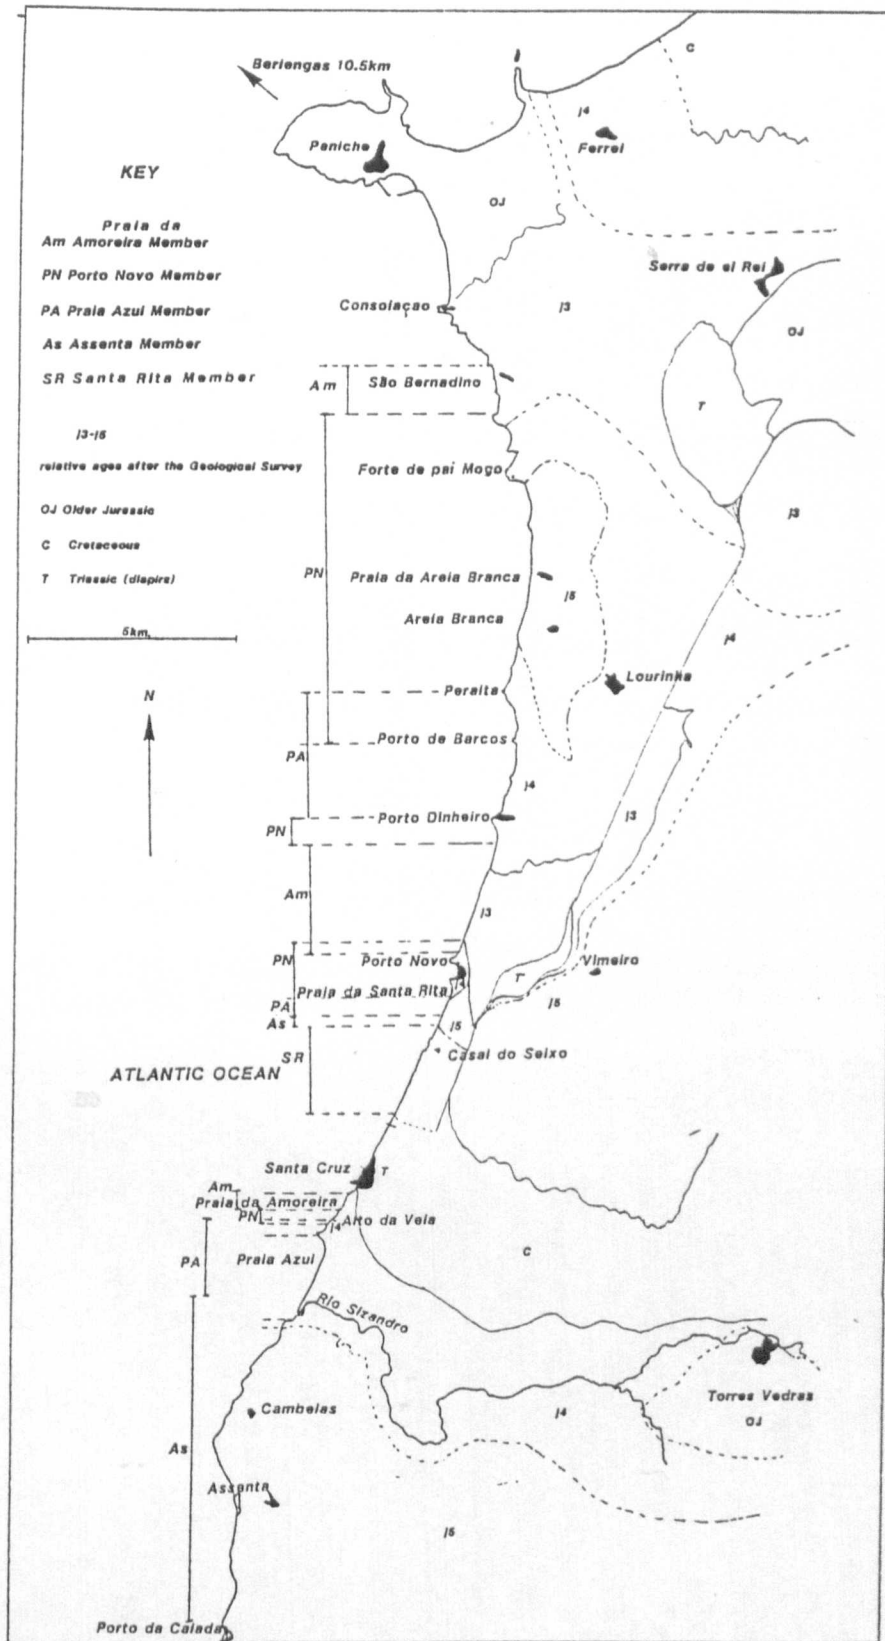 C
Berlengas 10.5km
j4
Peniche
Ferrel
KEY
OJ
Praia da
Am Amoreira Member
Serra de el Rei
PN Porto Novo Member
Consolaçao
j3
PA Praia Azul Member
OJ
As Assenta Member
SR Santa Rita Member
Am
São Bernadino
T
j3-j5
relative ages after the Geological Survey
Forte de pai Mogo
OJ Older Jurassic
j3
C Cretaceous
PN
Praia da Areia Branca
T Triassic (diapirs)
j5
Areia Branca
5km.
j4
Lourinha
N
Peralta
Porto de Barcos
PA
j4
Porto Dinheiro
PN
j3
Am
j3
PN
Porto Novo
Vimeiro
T
j4
Praia da Santa Rita
PA
j5
As
j5
SR
Casal do Seixo
ATLANTIC OCEAN
Santa Cruz
T
Am
Praia da Amoreira
PN
j4
Alto da Vela
C
PA
Praia Azul
Rio Sizandro
Torres Vedras
Cambelas
j4
OJ
As
Assenta
j5
Porto da Calada